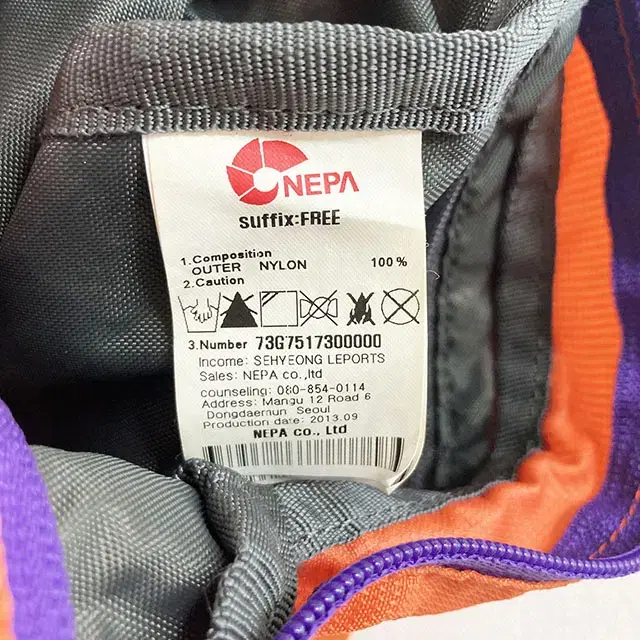 NEPA
suffix:FREE
1.Composition
OUTER NYLON 100 %
2.Caution
3.Number 73G7517300000
Income: SEHYEONG LEPORTS
Sales: NEPA co.,ltd
counseling: 080-854-0114
Address: Mangu 12 Road 6
Dongdaemun Seoul
Production date :2013.09
NEPA co., Ltd